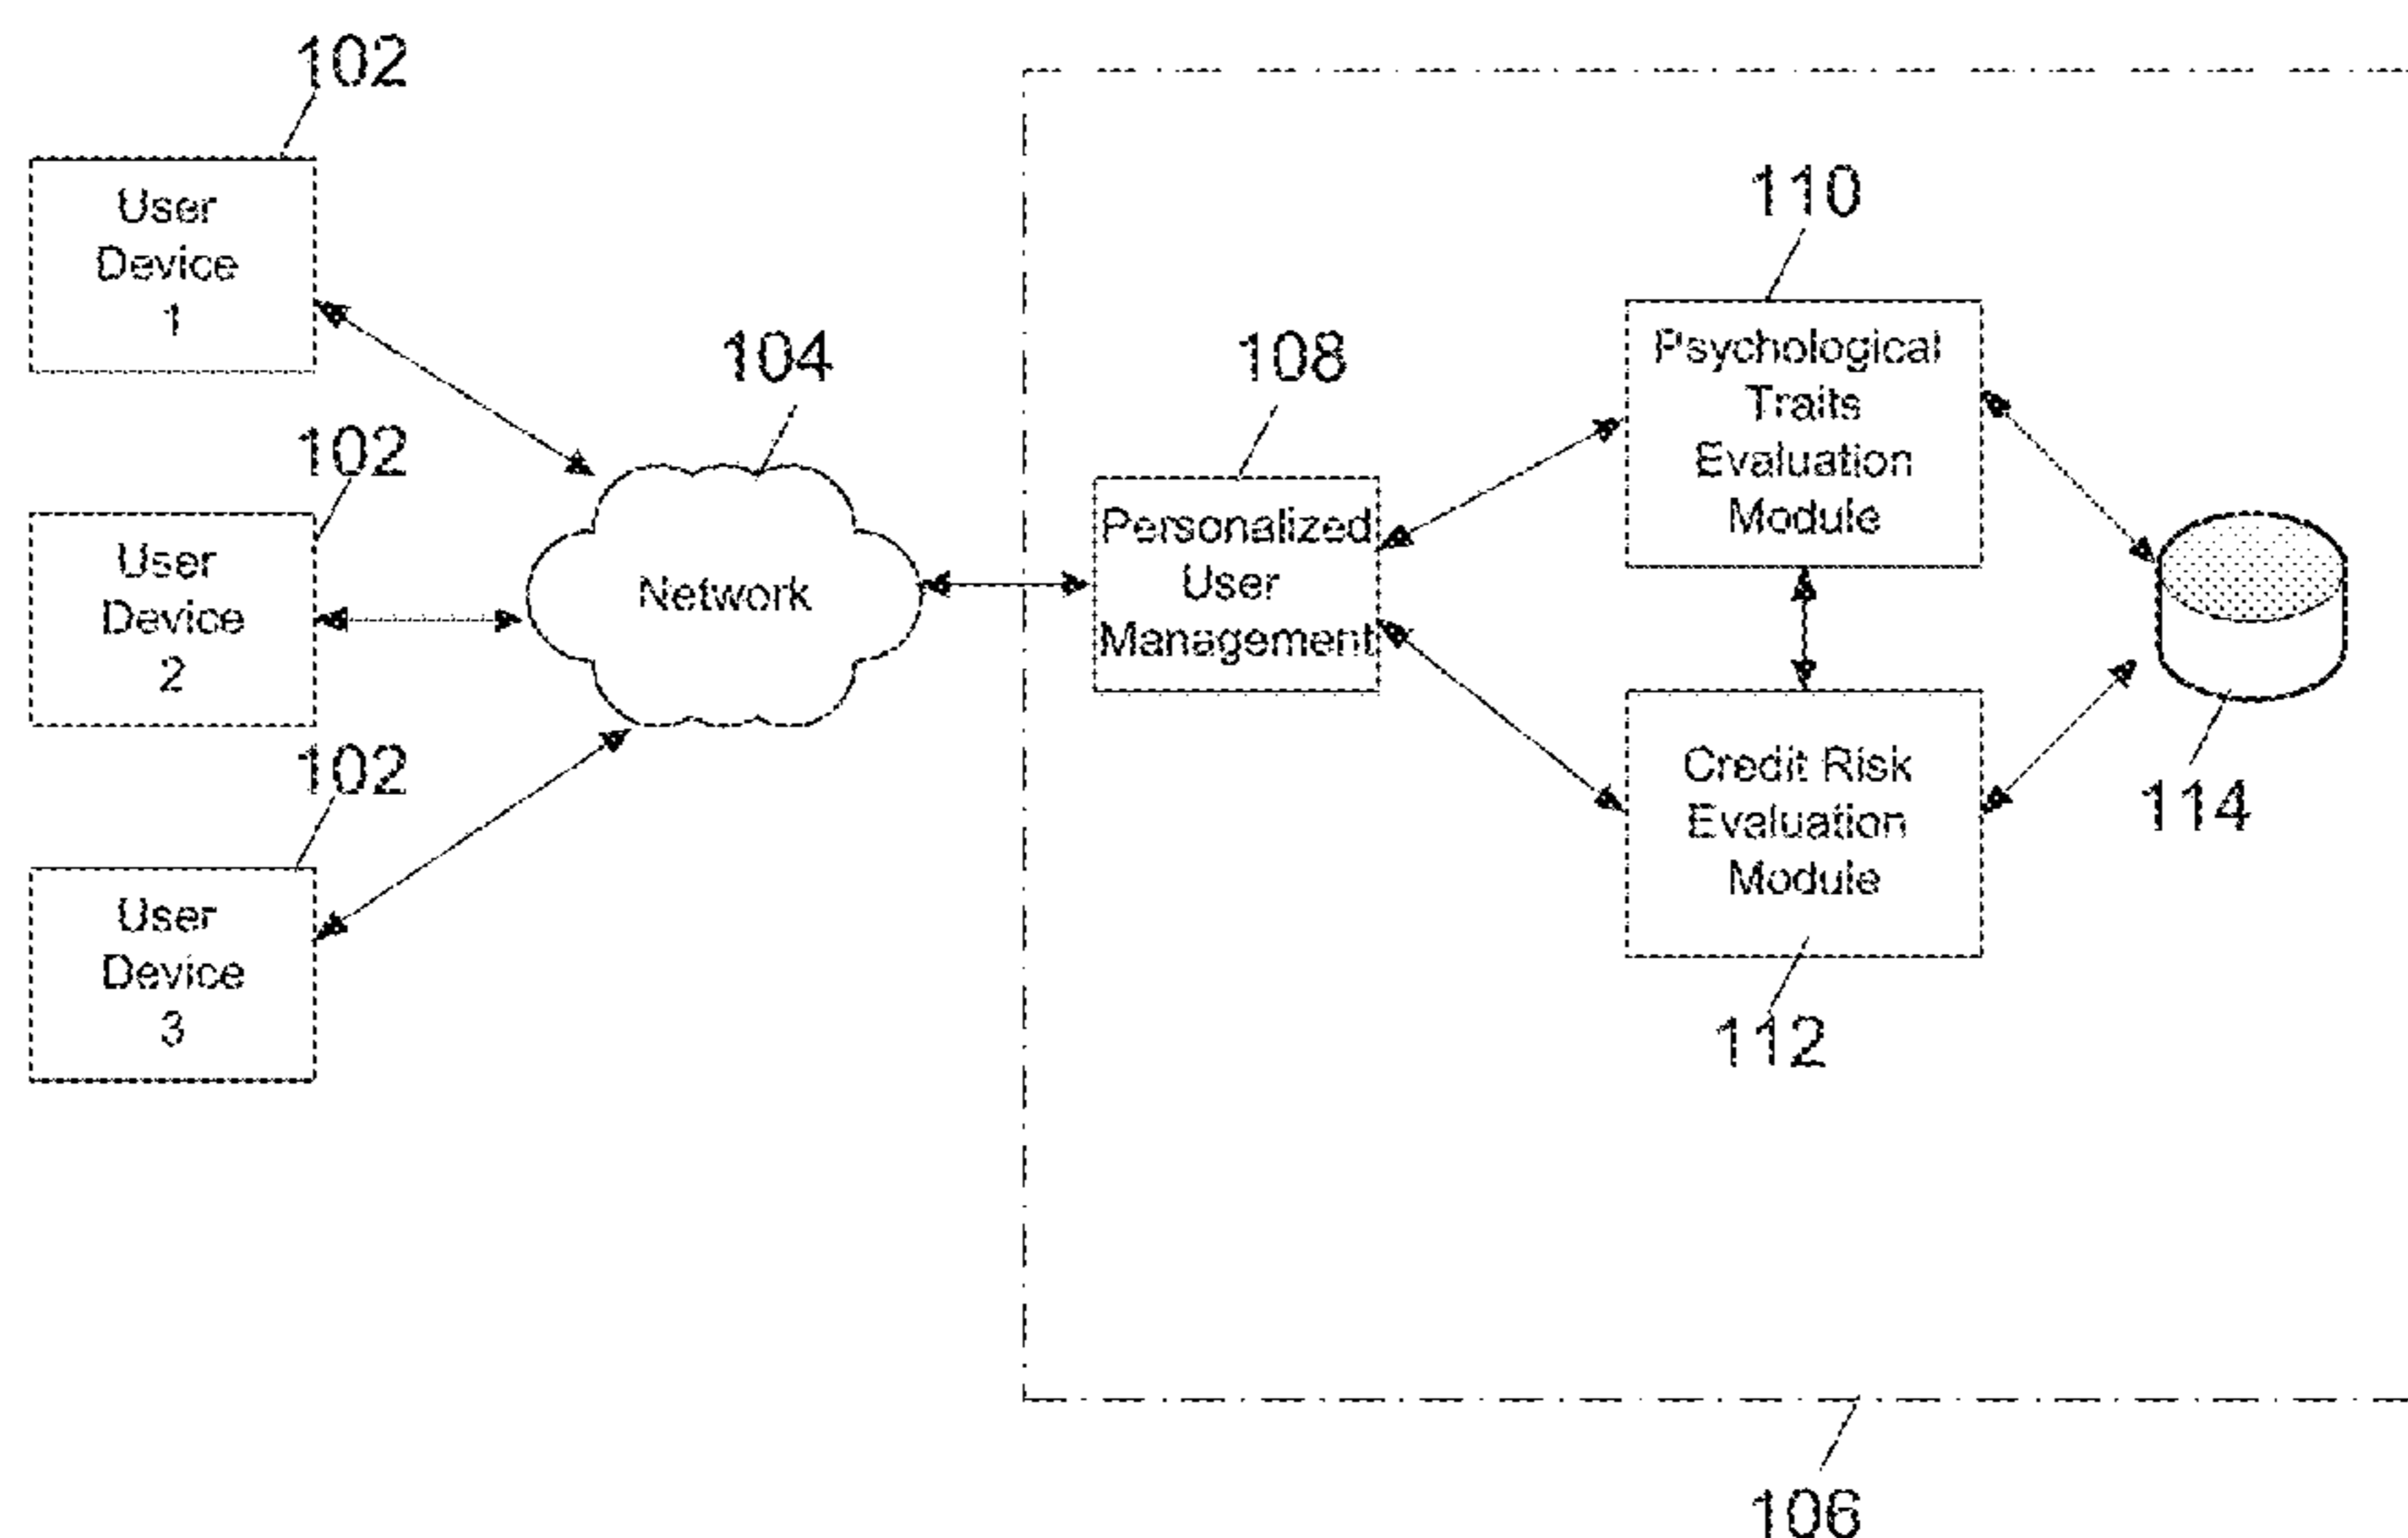 102
User
Device
1
102
User
Device
2
102
User
Device
3
104
Network
108
Personalized
User
Management
110
Psychological
Traits
Evaluation
Module
Credit Risk
Evaluation
Module
112
114
106